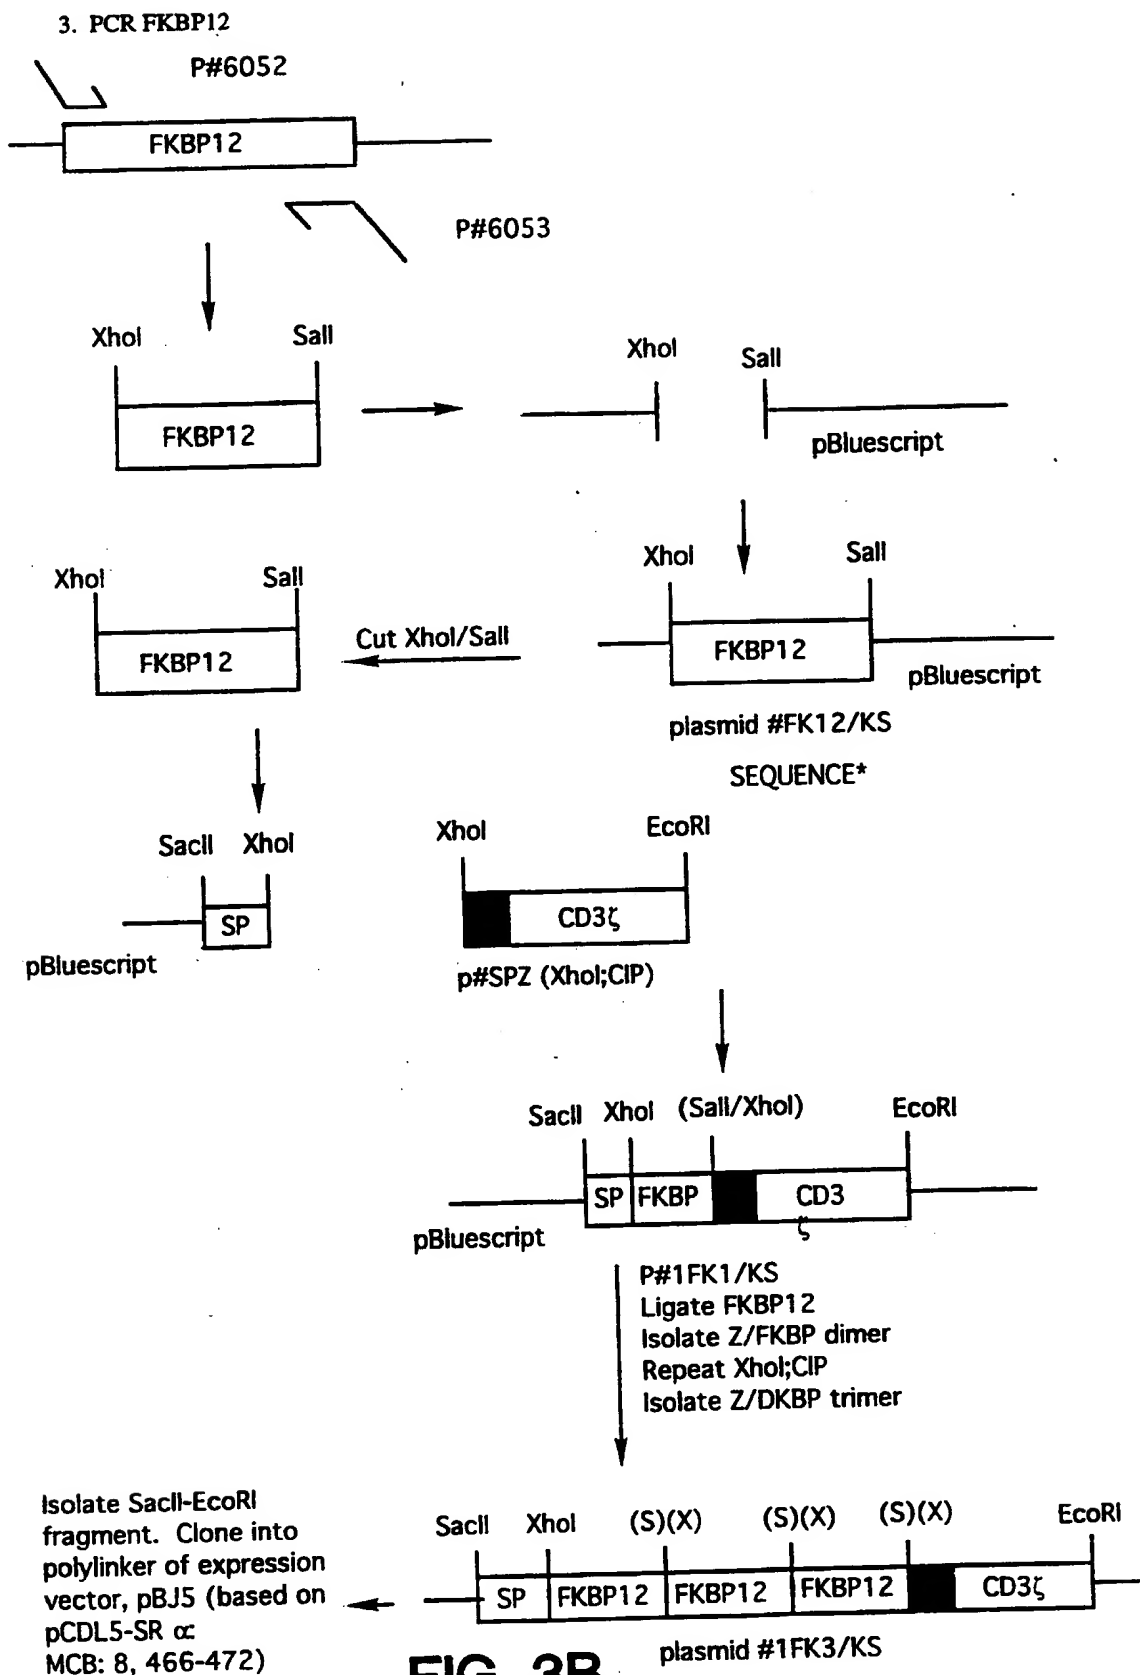 3. PCR FKBP12
P#6052
FKBP12
P#6053
XhoI SalI
FKBP12
XhoI SalI
pBluescript
XhoI SalI
FKBP12
pBluescript
plasmid #FK12/KS
SEQUENCE*
Cut XhoI/SalI
XhoI SalI
FKBP12
SacII XhoI
SP
pBluescript
XhoI EcoRI
CD3ζ
p#SPZ (XhoI;CIP)
SacII XhoI (SalI/XhoI) EcoRI
SP FKBP CD3
ζ
pBluescript
P#1FK1/KS
Ligate FKBP12
Isolate Z/FKBP dimer
Repeat XhoI;CIP
Isolate Z/DKBP trimer
SacII XhoI (S)(X) (S)(X) (S)(X) EcoRI
SP FKBP12 FKBP12 FKBP12 CD3ζ
plasmid #1FK3/KS
Isolate SacII-EcoRI
fragment. Clone into
polylinker of expression
vector, pBJ5 (based on
pCDL5-SR α
MCB: 8, 466-472)
FIG. 3B